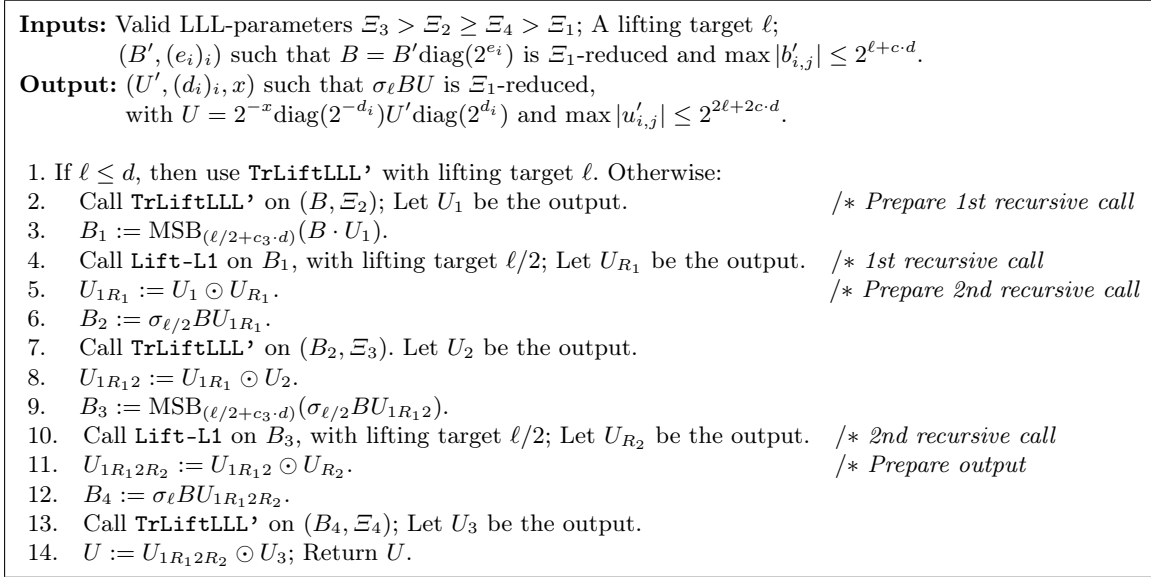 Inputs: Valid LLL-parameters Ξ₃ > Ξ₂ ≥ Ξ₄ > Ξ₁; A lifting target ℓ;
(B′, (eᵢ)ᵢ) such that B = B′diag(2^{e_i}) is Ξ₁-reduced and max |b′_{i,j}| ≤ 2^{ℓ+c·d}.
Output: (U′, (dᵢ)ᵢ, x) such that σ_ℓBU is Ξ₁-reduced,
with U = 2^{−x}diag(2^{−d_i})U′diag(2^{d_i}) and max |u′_{i,j}| ≤ 2^{2ℓ+2c·d}.
1. If ℓ ≤ d, then use TrLiftLLL' with lifting target ℓ. Otherwise:
2. Call TrLiftLLL' on (B, Ξ₂); Let U₁ be the output. /∗ Prepare 1st recursive call
3. B₁ := MSB_{(ℓ/2+c₃·d)}(B · U₁).
4. Call Lift-L1 on B₁, with lifting target ℓ/2; Let U_{R₁} be the output. /∗ 1st recursive call
5. U_{1R₁} := U₁ ⊙ U_{R₁}. /∗ Prepare 2nd recursive call
6. B₂ := σ_{ℓ/2}BU_{1R₁}.
7. Call TrLiftLLL' on (B₂, Ξ₃). Let U₂ be the output.
8. U_{1R₁2} := U_{1R₁} ⊙ U₂.
9. B₃ := MSB_{(ℓ/2+c₃·d)}(σ_{ℓ/2}BU_{1R₁2}).
10. Call Lift-L1 on B₃, with lifting target ℓ/2; Let U_{R₂} be the output. /∗ 2nd recursive call
11. U_{1R₁2R₂} := U_{1R₁2} ⊙ U_{R₂}. /∗ Prepare output
12. B₄ := σ_ℓBU_{1R₁2R₂}.
13. Call TrLiftLLL' on (B₄, Ξ₄); Let U₃ be the output.
14. U := U_{1R₁2R₂} ⊙ U₃; Return U.